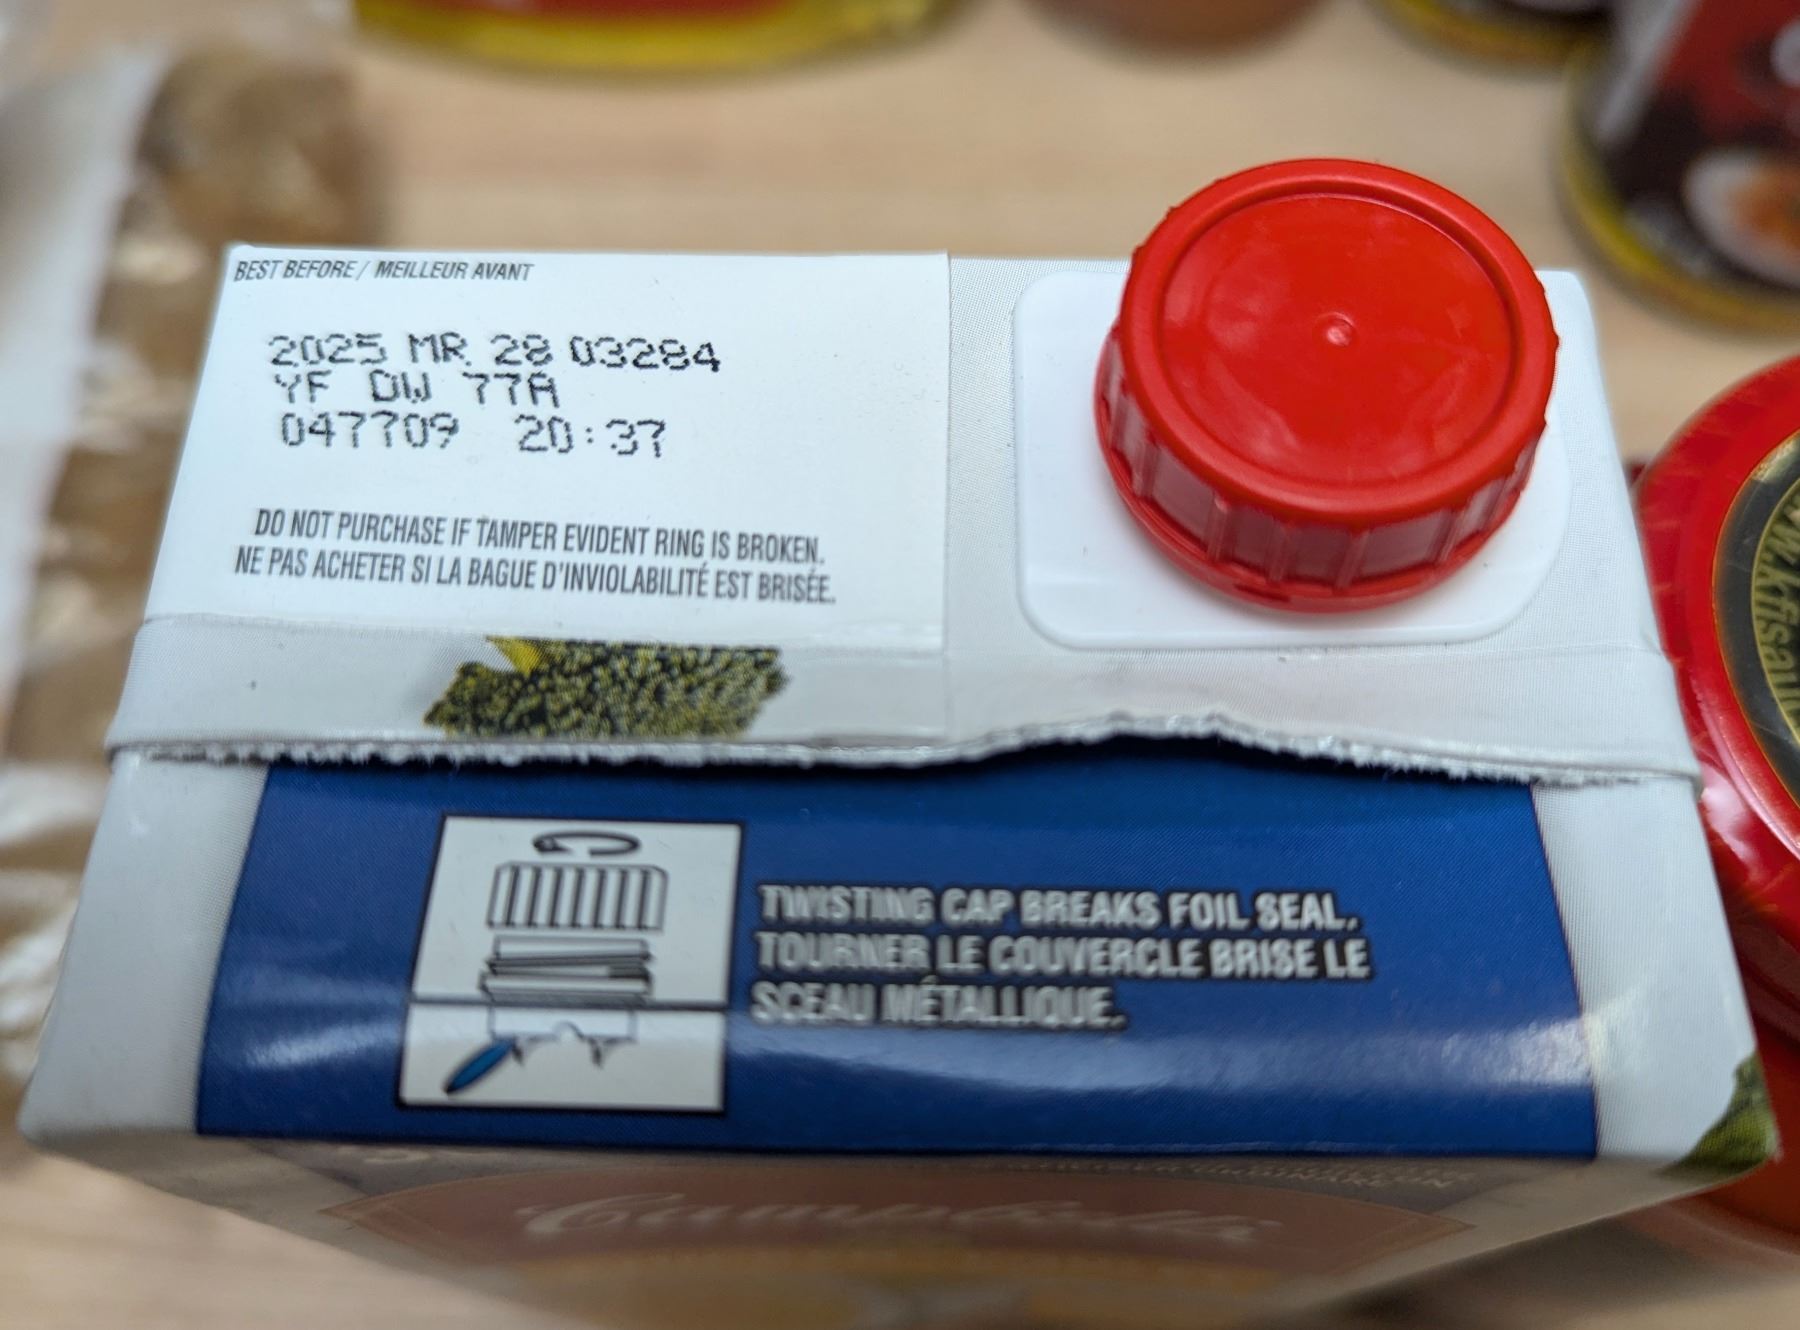 BEST BEFORE / MEILLEUR AVANT
2025 MR 28 03284
YF DW 77A
047709 20:37
DO NOT PURCHASE IF TAMPER EVIDENT RING IS BROKEN.
NE PAS ACHETER SI LA BAGUE D'INVIOLABILITÉ EST BRISÉE.
TWISTING CAP BREAKS FOIL SEAL.
TOURNER LE COUVERCLE BRISE LE
SCEAU MÉTALLIQUE.
Campbell's